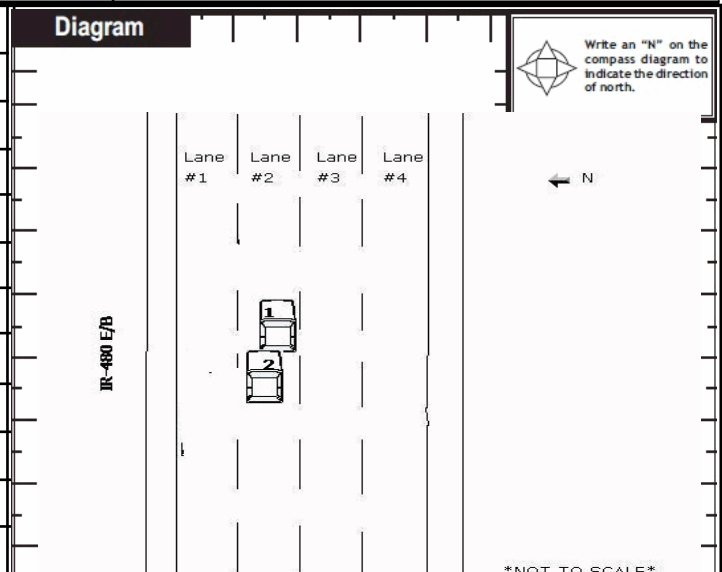 Diagram
Write an "N" on the
compass diagram to
indicate the direction
of north.
Lane Lane Lane Lane
#1 #2 #3 #4
N
1
IR-480 E/B
2
*NOT TO SCALE*